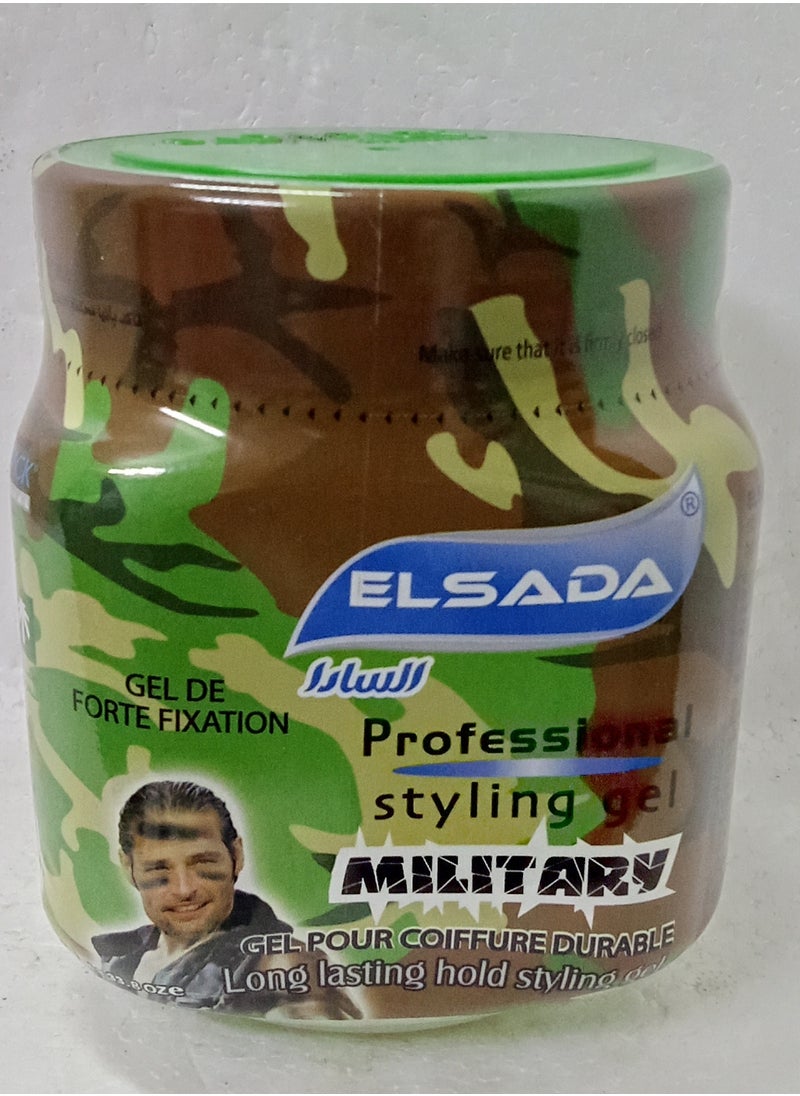 Make sure that it is firmly closed
ELSADA®
السادا
GEL DE
FORTE FIXATION
Professional
styling gel
MILITARY
GEL POUR COIFFURE DURABLE
Long lasting hold styling gel